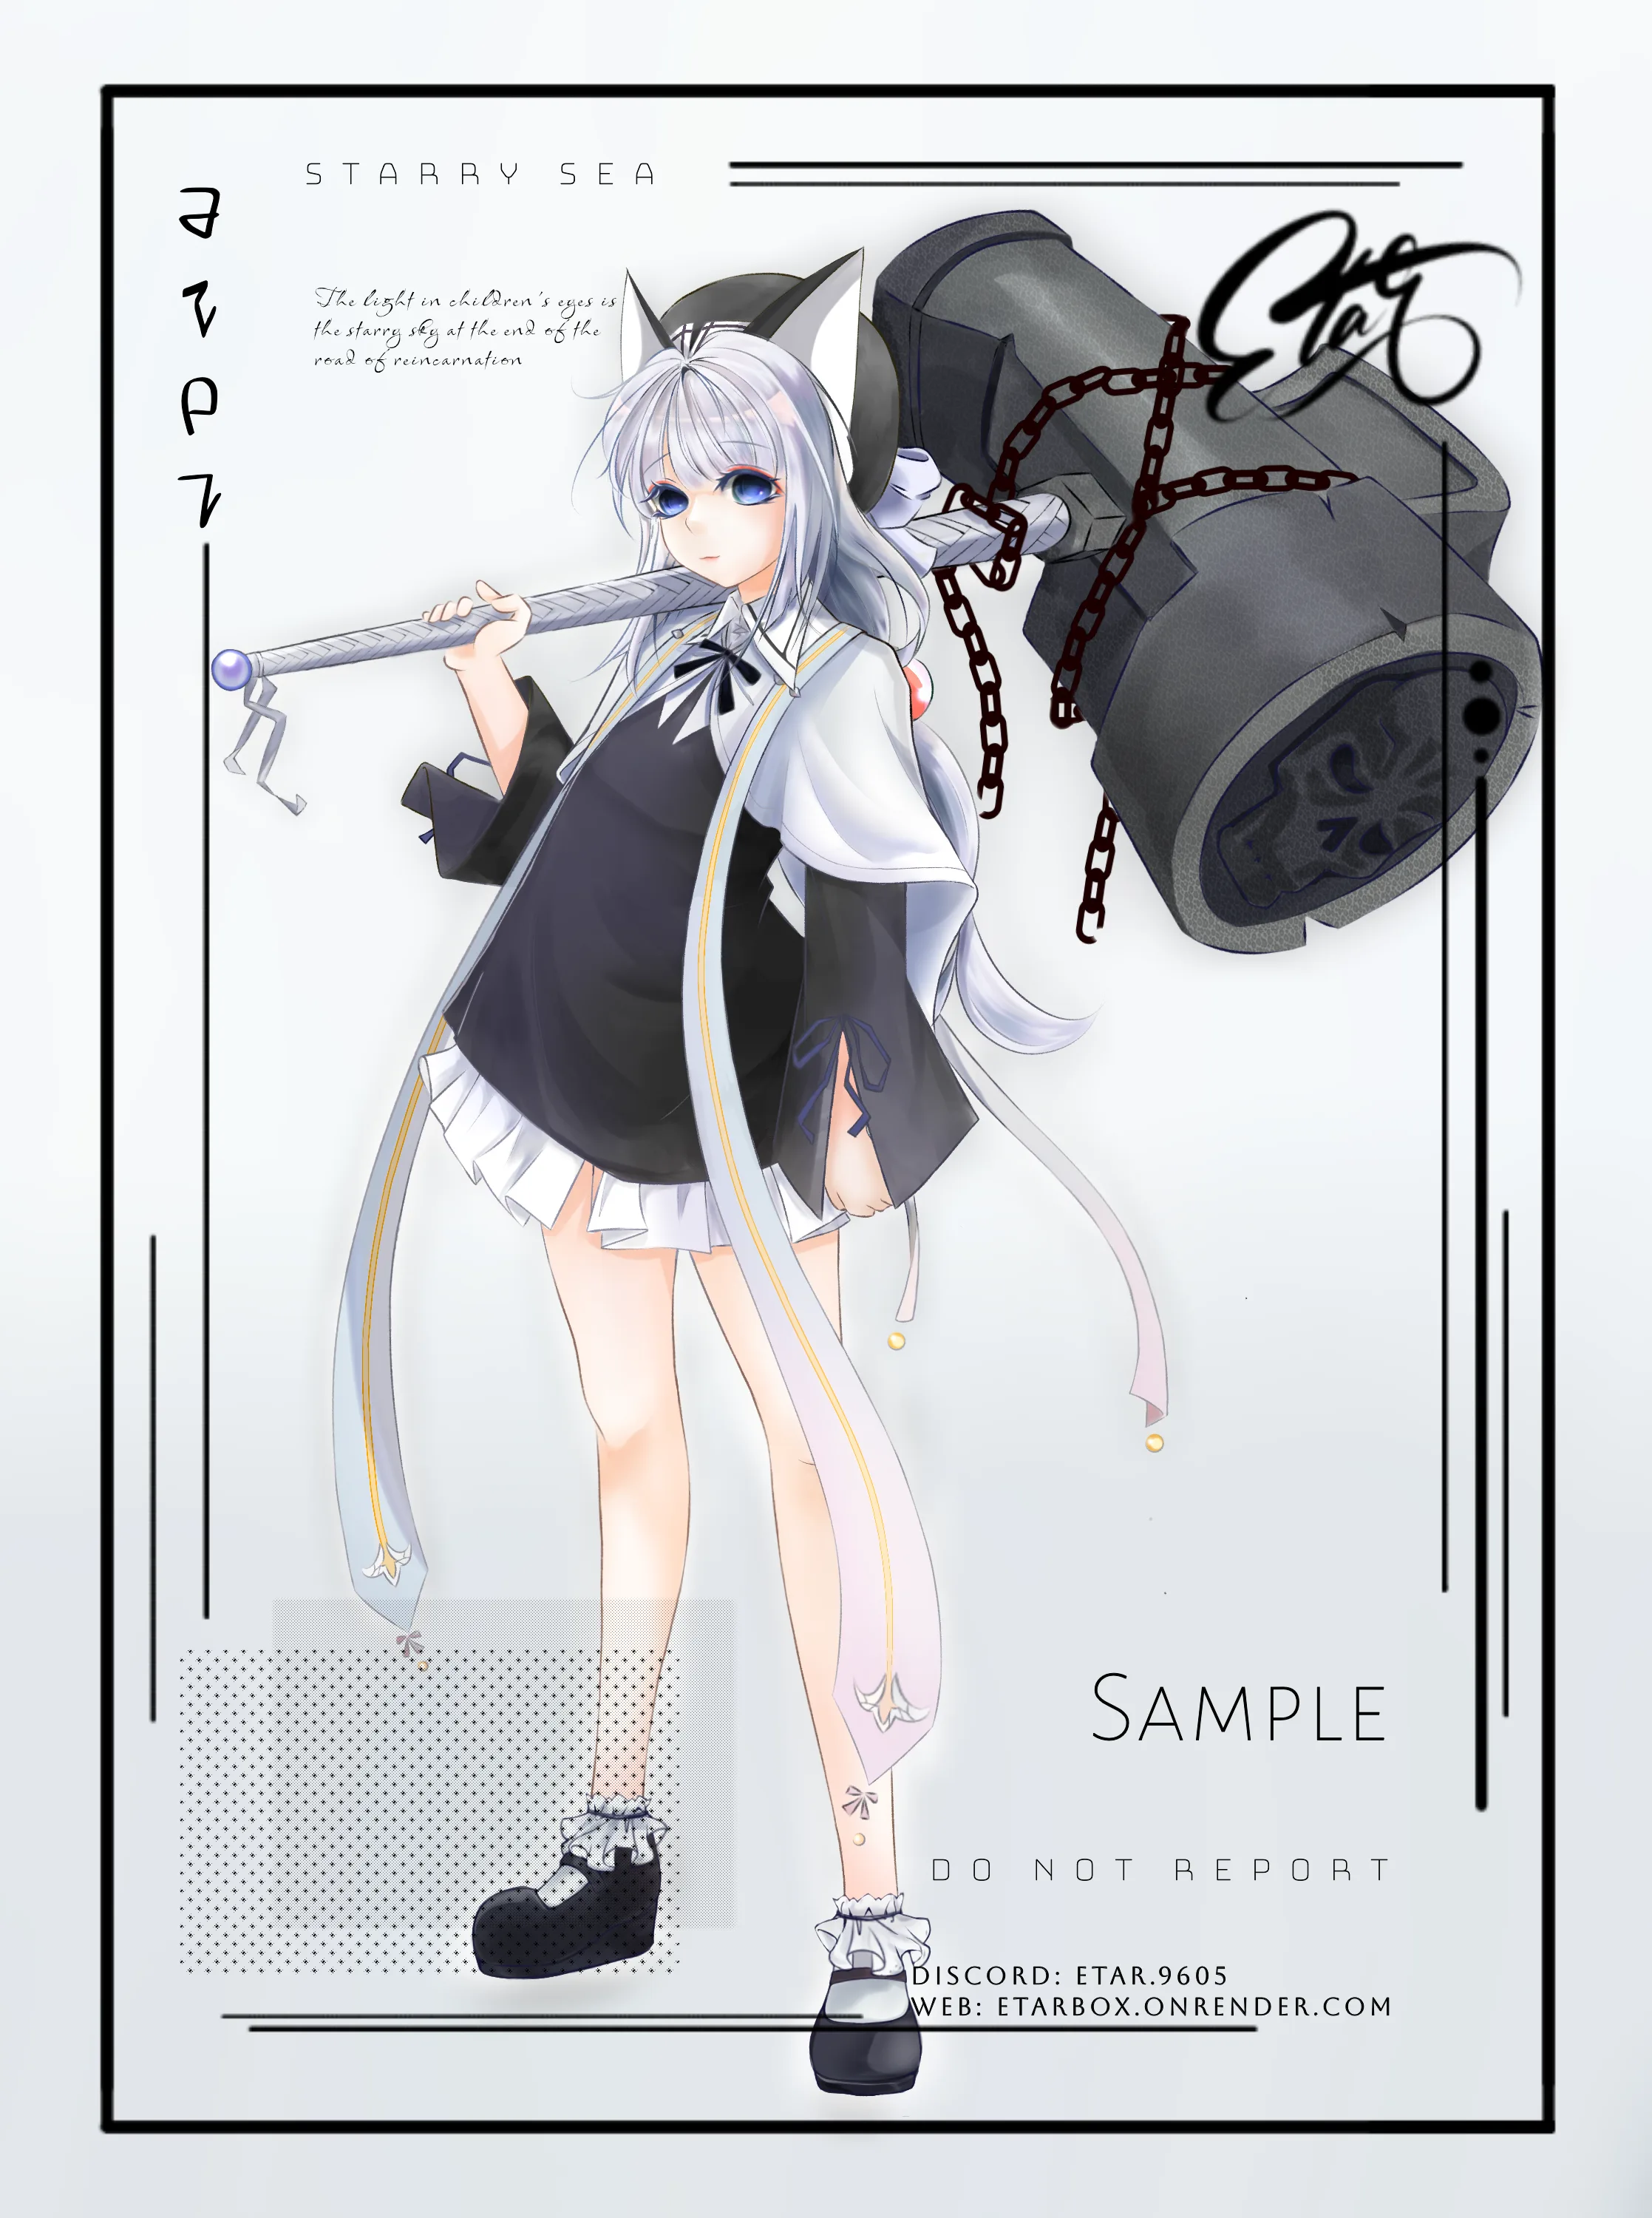 STARRY SEA
The light in children's eyes is
the starry sky at the end of the
road of reincarnation
Etar
SAMPLE
DO NOT REPORT
DISCORD: ETAR.9605
WEB: ETARBOX.ONRENDER.COM